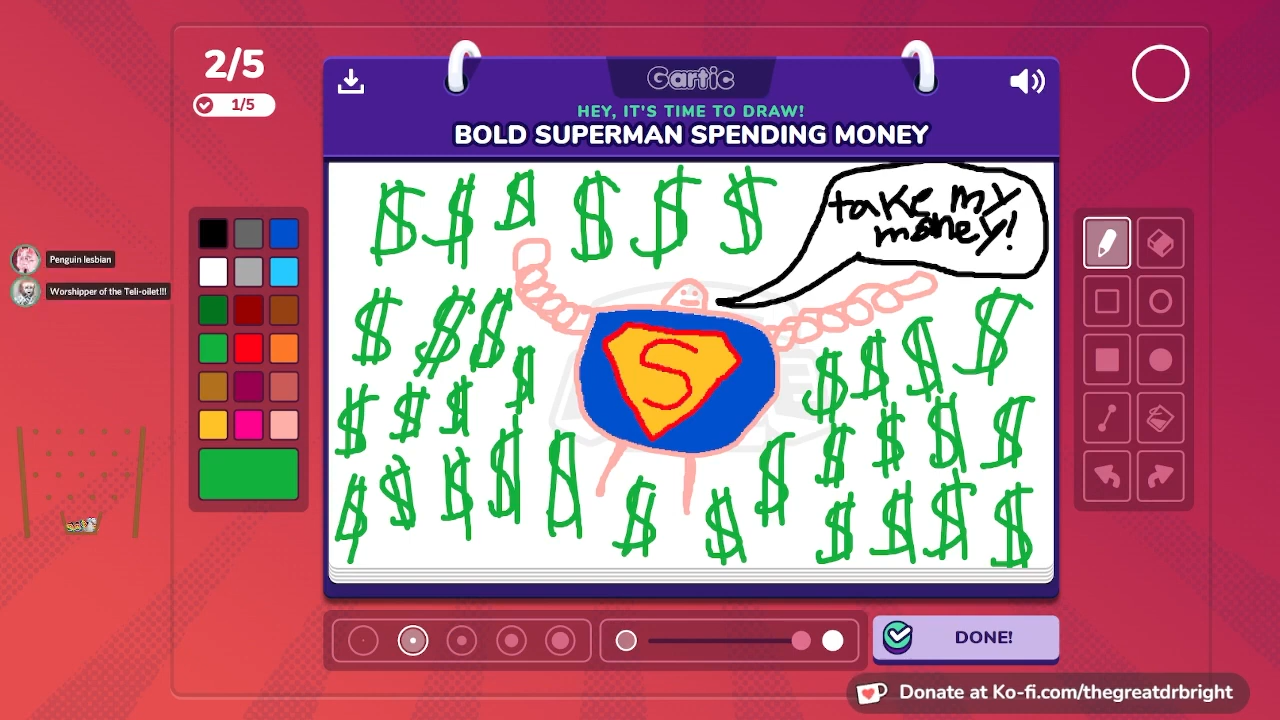 2/5
1/5
Gartic
HEY, IT'S TIME TO DRAW!
BOLD SUPERMAN SPENDING MONEY
$ $ $ $ $ $
take my
money!
Penguin lesbian
Worshipper of the Teli-oilet!!!
S
DONE!
Donate at Ko-fi.com/thegreatdrbright